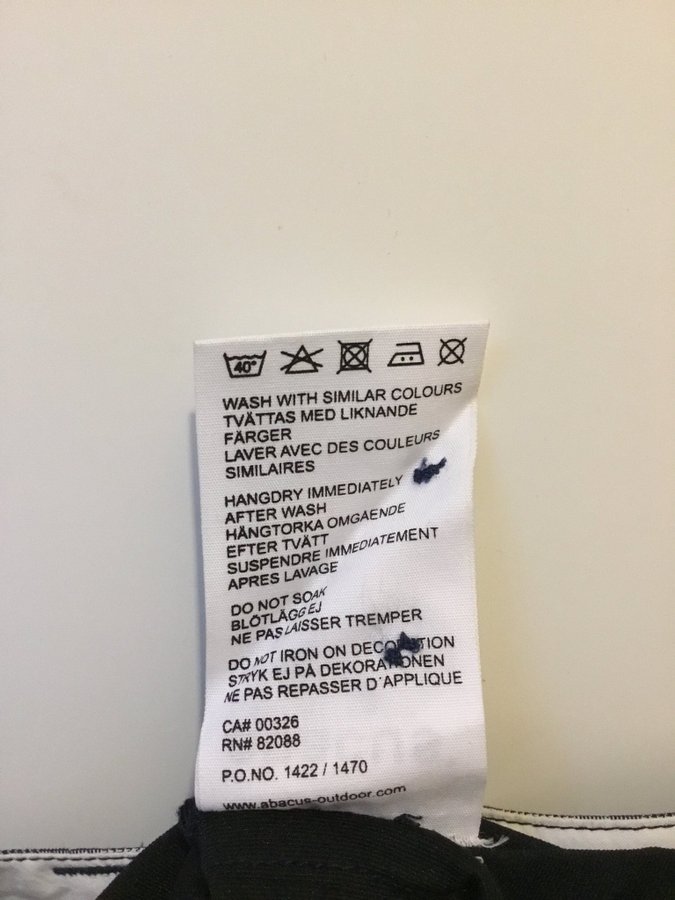 40°
WASH WITH SIMILAR COLOURS
TVÄTTAS MED LIKNANDE
FÄRGER
LAVER AVEC DES COULEURS
SIMILAIRES
HANGDRY IMMEDIATELY
AFTER WASH
HÄNGTORKA OMGAENDE
EFTER TVÄTT
SUSPENDRE IMMEDIATEMENT
APRES LAVAGE
DO NOT SOAK
BLÖTLÄGG EJ
NE PAS LAISSER TREMPER
DO NOT IRON ON DECORATION
STRYK EJ PÅ DEKORATIONEN
NE PAS REPASSER D´APPLIQUE
CA# 00326
RN# 82088
P.O.NO. 1422 / 1470
www.abacus-outdoor.com